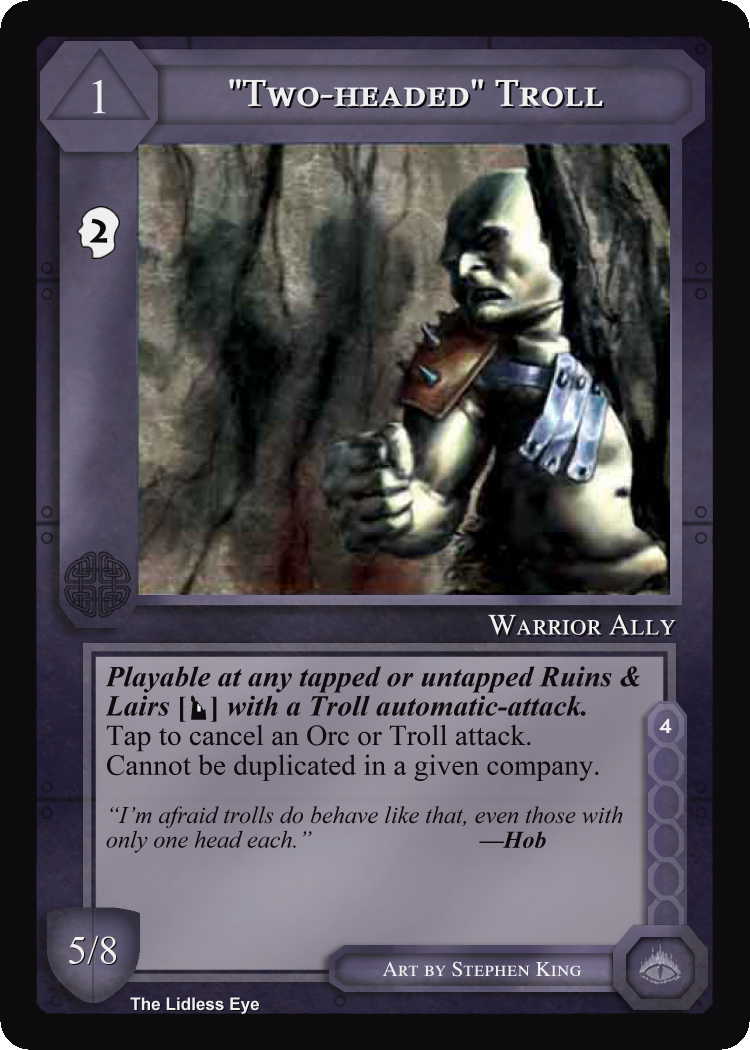 1
"Two-headed" Troll
2
Warrior Ally
Playable at any tapped or untapped Ruins &
Lairs [] with a Troll automatic-attack.
Tap to cancel an Orc or Troll attack.
Cannot be duplicated in a given company.
4
“I’m afraid trolls do behave like that, even those with
only one head each.” —Hob
5/8
Art by Stephen King
The Lidless Eye